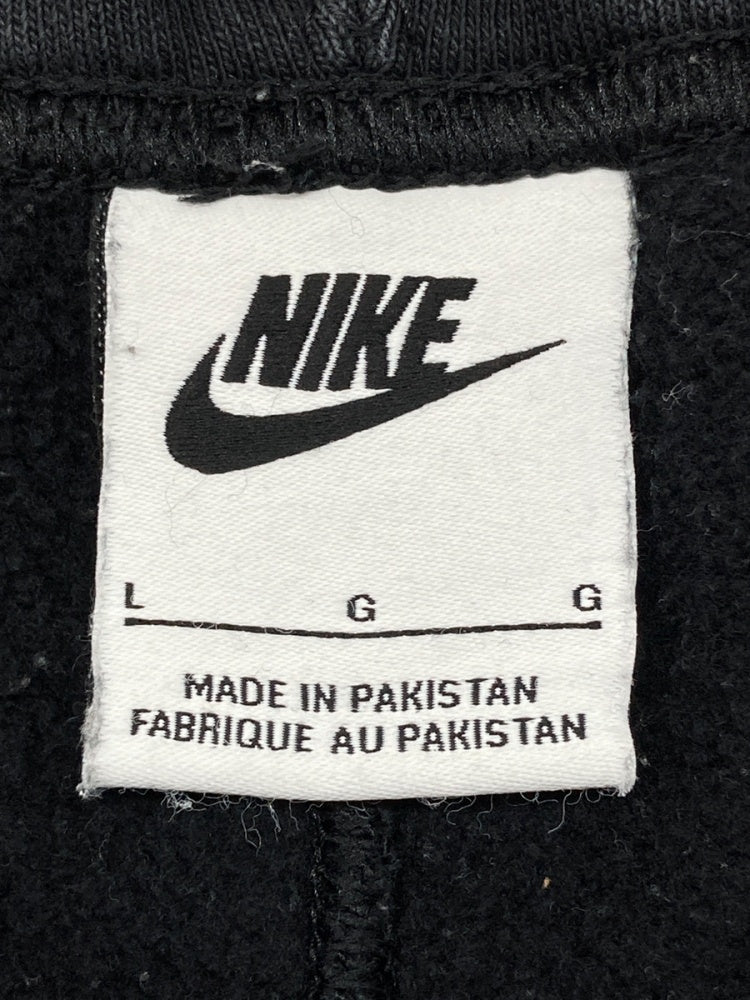 NIKE
L G G
MADE IN PAKISTAN
FABRIQUE AU PAKISTAN